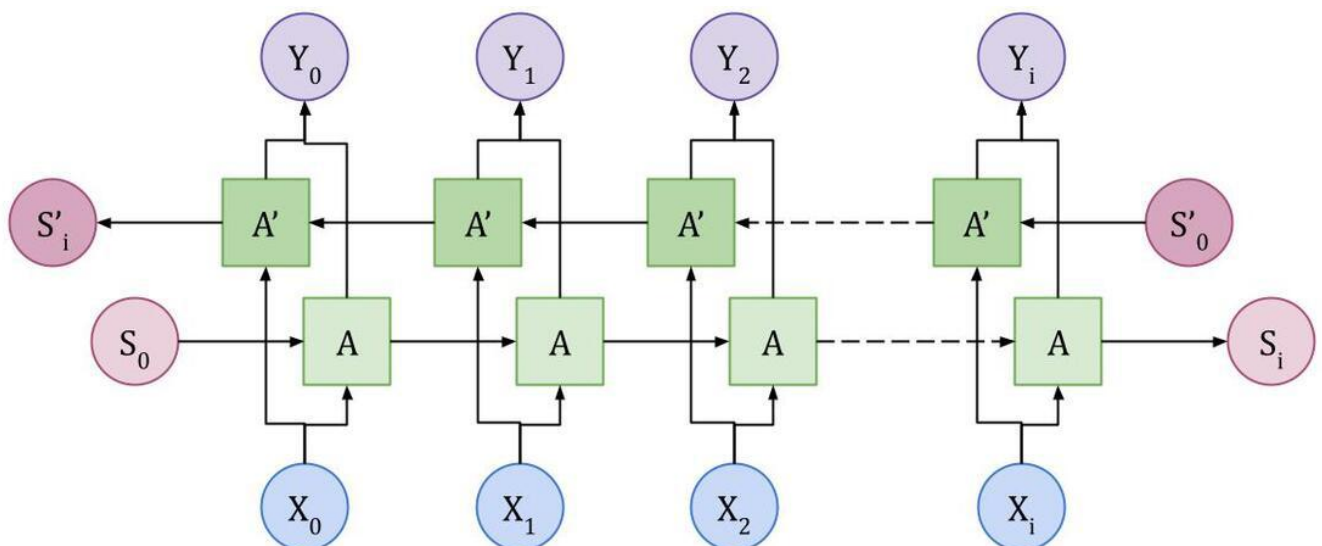 Y₀ Y₁ Y₂ Yᵢ
S'ᵢ A' A' A' A' S'₀
S₀ A A A A Sᵢ
X₀ X₁ X₂ Xᵢ